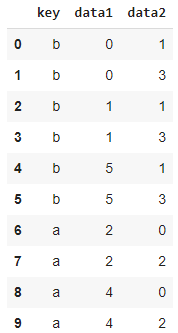 key data1 data2
0 b 0 1
1 b 0 3
2 b 1 1
3 b 1 3
4 b 5 1
5 b 5 3
6 a 2 0
7 a 2 2
8 a 4 0
9 a 4 2